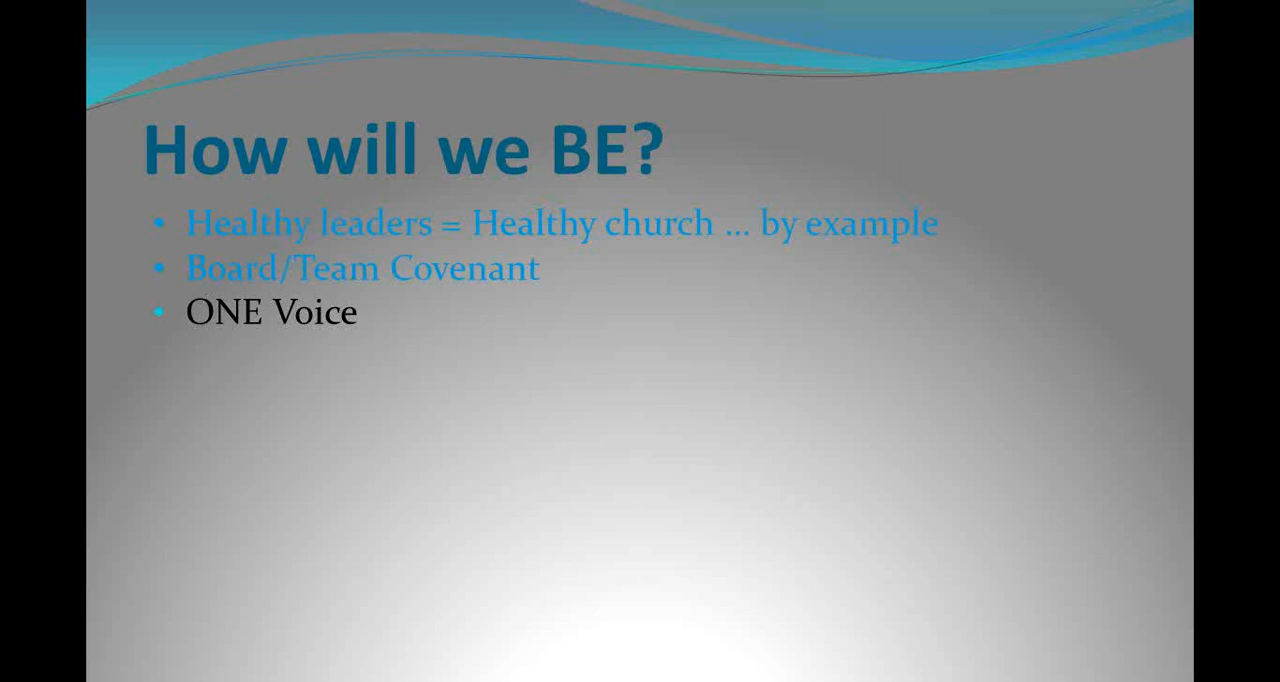 How will we BE?
• Healthy leaders = Healthy church ... by example
• Board/Team Covenant
• ONE Voice